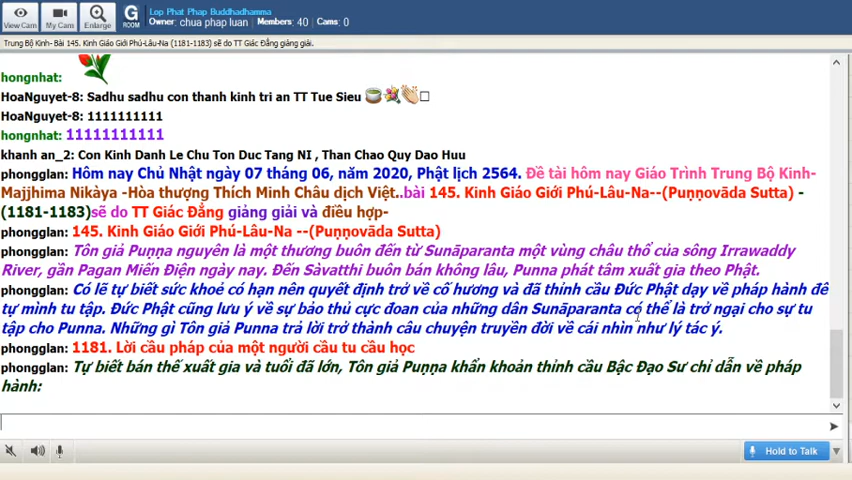 Lop Phat Phap Buddhadhamma
Owner: chua phap luan Members: 40 Cams: 0
View Cam My Cam Enlarge G ROOM
Trung Bộ Kinh- Bài 145. Kinh Giáo Giới Phú-Lâu-Na (1181-1183) sẽ do TT Giác Đẳng giảng giải.
hongnhat:
HoaNguyet-8: Sadhu sadhu con thanh kinh tri an TT Tue Sieu
HoaNguyet-8: 1111111111
hongnhat: 11111111111
khanh an_2: Con Kinh Danh Le Chu Ton Duc Tang NI , Than Chao Quy Dao Huu
phongglan: Hôm nay Chủ Nhật ngày 07 tháng 06, năm 2020, Phật lịch 2564. Đề tài hôm nay Giáo Trình Trung Bộ Kinh-
Majjhima Nikàya -Hòa thượng Thích Minh Châu dịch Việt..bài 145. Kinh Giáo Giới Phú-Lâu-Na--(Puṇṇovāda Sutta) -
(1181-1183)sẽ do TT Giác Đẳng giảng giải và điều hợp-
phongglan: 145. Kinh Giáo Giới Phú-Lâu-Na --(Puṇṇovāda Sutta)
phongglan: Tôn giả Puṇṇa nguyên là một thương buôn đến từ Sunāparanta một vùng châu thổ của sông Irrawaddy
River, gần Pagan Miến Điện ngày nay. Đến Sàvatthi buôn bán không lâu, Punna phát tâm xuất gia theo Phật.
phongglan: Có lẽ tự biết sức khoẻ có hạn nên quyết định trở về cố hương và đã thỉnh cầu Đức Phật dạy về pháp hành để
tự mình tu tập. Đức Phật cũng lưu ý về sự bảo thủ cực đoan của những dân Sunāparanta có thể là trở ngại cho sự tu
tập cho Punna. Những gì Tôn giả Punna trả lời trở thành câu chuyện truyền đời về cái nhìn như lý tác ý.
phongglan: 1181. Lời cầu pháp của một người cầu tu cầu học
phongglan: Tự biết bán thế xuất gia và tuổi đã lớn, Tôn giả Puṇṇa khẩn khoản thỉnh cầu Bậc Đạo Sư chỉ dẫn về pháp
hành:
Hold to Talk